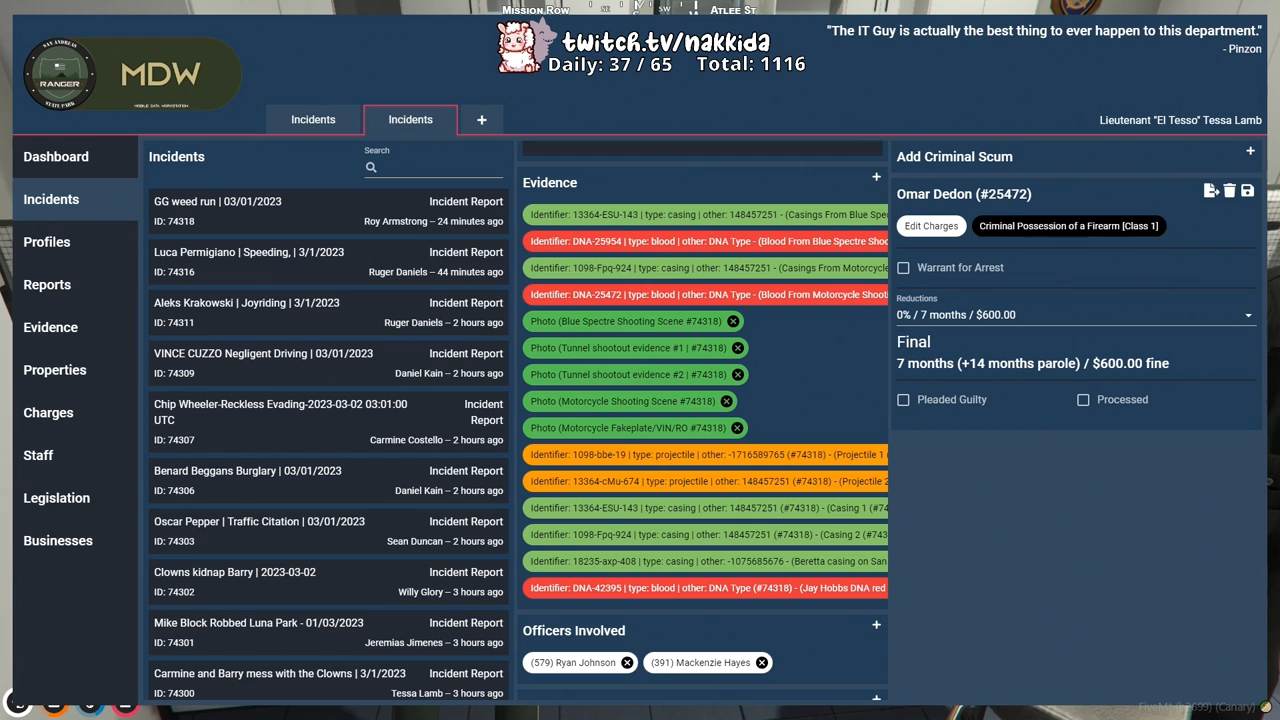 Mission Row
SE
SW
Atlee St
twitch.tv/nakkida
Daily: 37 / 65 Total: 1116
"The IT Guy is actually the best thing to ever happen to this department."
- Pinzon
SAN ANDREAS
RANGER
STATE PARK
MDW
MOBILE DATA WORKSTATION
Incidents
Incidents
+
Lieutenant "El Tesso" Tessa Lamb
Dashboard
Incidents
Profiles
Reports
Evidence
Properties
Charges
Staff
Legislation
Businesses
Incidents
Search
GG weed run | 03/01/2023
Incident Report
ID: 74318
Roy Armstrong – 24 minutes ago
Luca Permigiano | Speeding, | 3/1/2023
Incident Report
ID: 74316
Ruger Daniels – 44 minutes ago
Aleks Krakowski | Joyriding | 3/1/2023
Incident Report
ID: 74311
Ruger Daniels – 2 hours ago
VINCE CUZZO Negligent Driving | 03/01/2023
Incident Report
ID: 74309
Daniel Kain – 2 hours ago
Chip Wheeler-Reckless Evading-2023-03-02 03:01:00
UTC
Incident
Report
ID: 74307
Carmine Costello – 2 hours ago
Benard Beggans Burglary | 03/01/2023
Incident Report
ID: 74306
Daniel Kain – 2 hours ago
Oscar Pepper | Traffic Citation | 03/01/2023
Incident Report
ID: 74303
Sean Duncan – 2 hours ago
Clowns kidnap Barry | 2023-03-02
Incident Report
ID: 74302
Willy Glory – 3 hours ago
Mike Block Robbed Luna Park - 01/03/2023
Incident Report
ID: 74301
Jeremias Jimenes – 3 hours ago
Carmine and Barry mess with the Clowns | 3/1/2023
Incident Report
ID: 74300
Tessa Lamb – 3 hours ago
Evidence
+
Identifier: 13364-ESU-143 | type: casing | other: 148457251 - (Casings From Blue Spe
Identifier: DNA-25954 | type: blood | other: DNA Type - (Blood From Blue Spectre Shoo
Identifier: 1098-Fpq-924 | type: casing | other: 148457251 - (Casings From Motorcycle
Identifier: DNA-25472 | type: blood | other: DNA Type - (Blood From Motorcycle Shooti
Photo (Blue Spectre Shooting Scene #74318)
Photo (Tunnel shootout evidence #1 | #74318)
Photo (Tunnel shootout evidence #2 | #74318)
Photo (Motorcycle Shooting Scene #74318)
Photo (Motorcycle Fakeplate/VIN/RO #74318)
Identifier: 1098-bbe-19 | type: projectile | other: -1716589765 (#74318) - (Projectile 1 (
Identifier: 13364-cMu-674 | type: projectile | other: 148457251 (#74318) - (Projectile 2
Identifier: 13364-ESU-143 | type: casing | other: 148457251 (#74318) - (Casing 1 (#74
Identifier: 1098-Fpq-924 | type: casing | other: 148457251 (#74318) - (Casing 2 (#743
Identifier: 18235-axp-408 | type: casing | other: -1075685676 - (Beretta casing on San
Identifier: DNA-42395 | type: blood | other: DNA Type (#74318) - (Jay Hobbs DNA red
Officers Involved
+
(579) Ryan Johnson
(391) Mackenzie Hayes
+
Add Criminal Scum
+
Omar Dedon (#25472)
Edit Charges
Criminal Possession of a Firearm [Class 1]
Warrant for Arrest
Reductions
0% / 7 months / $600.00
Final
7 months (+14 months parole) / $600.00 fine
Pleaded Guilty
Processed